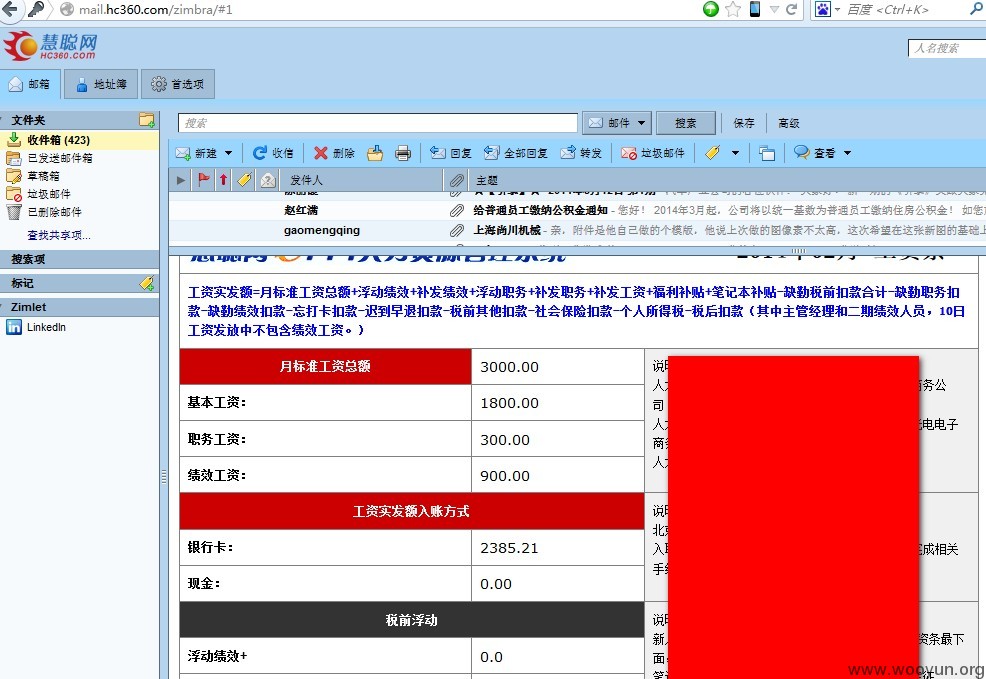 mail.hc360.com/zimbra/#1
百度 <Ctrl+K>
慧聪网
HC360.COM
人名搜索
邮箱 地址簿 首选项
文件夹
收件箱 (423)
已发送邮件箱
草稿箱
垃圾邮件
已删除邮件
查找共享项...
搜索项
标记
Zimlet
LinkedIn
搜索 邮件 搜索 保存 高级
新建 收信 删除 回复 全部回复 转发 垃圾邮件 查看
发件人 主题
赵红满 给普通员工缴纳公积金通知 - 您好！ 2014年3月起，公司将以统一基数为普通员工缴纳住房公积金！ 如您
gaomengqing 上海尚川机械 - 亲，附件是他自己做的个模版，他说上次做的图像素不太高，这次希望在这张新图的基础上
工资实发额=月标准工资总额+浮动绩效+补发绩效+浮动职务+补发职务+补发工资+福利补贴+笔记本补贴-缺勤税前扣款合计-缺勤职务扣
款-缺勤绩效扣款-忘打卡扣款-迟到早退扣款-税前其他扣款-社会保险扣款-个人所得税-税后扣款（其中主管经理和二期绩效人员，10日
工资发放中不包含绩效工资。）
月标准工资总额 3000.00
基本工资： 1800.00
职务工资： 300.00
绩效工资： 900.00
人
商务公
司
人
电电子
商
人
工资实发额入账方式
银行卡： 2385.21
现金： 0.00
北
入
完成相关
手
税前浮动
浮动绩效+ 0.0
新
资条最下
面
www.wooyun.org